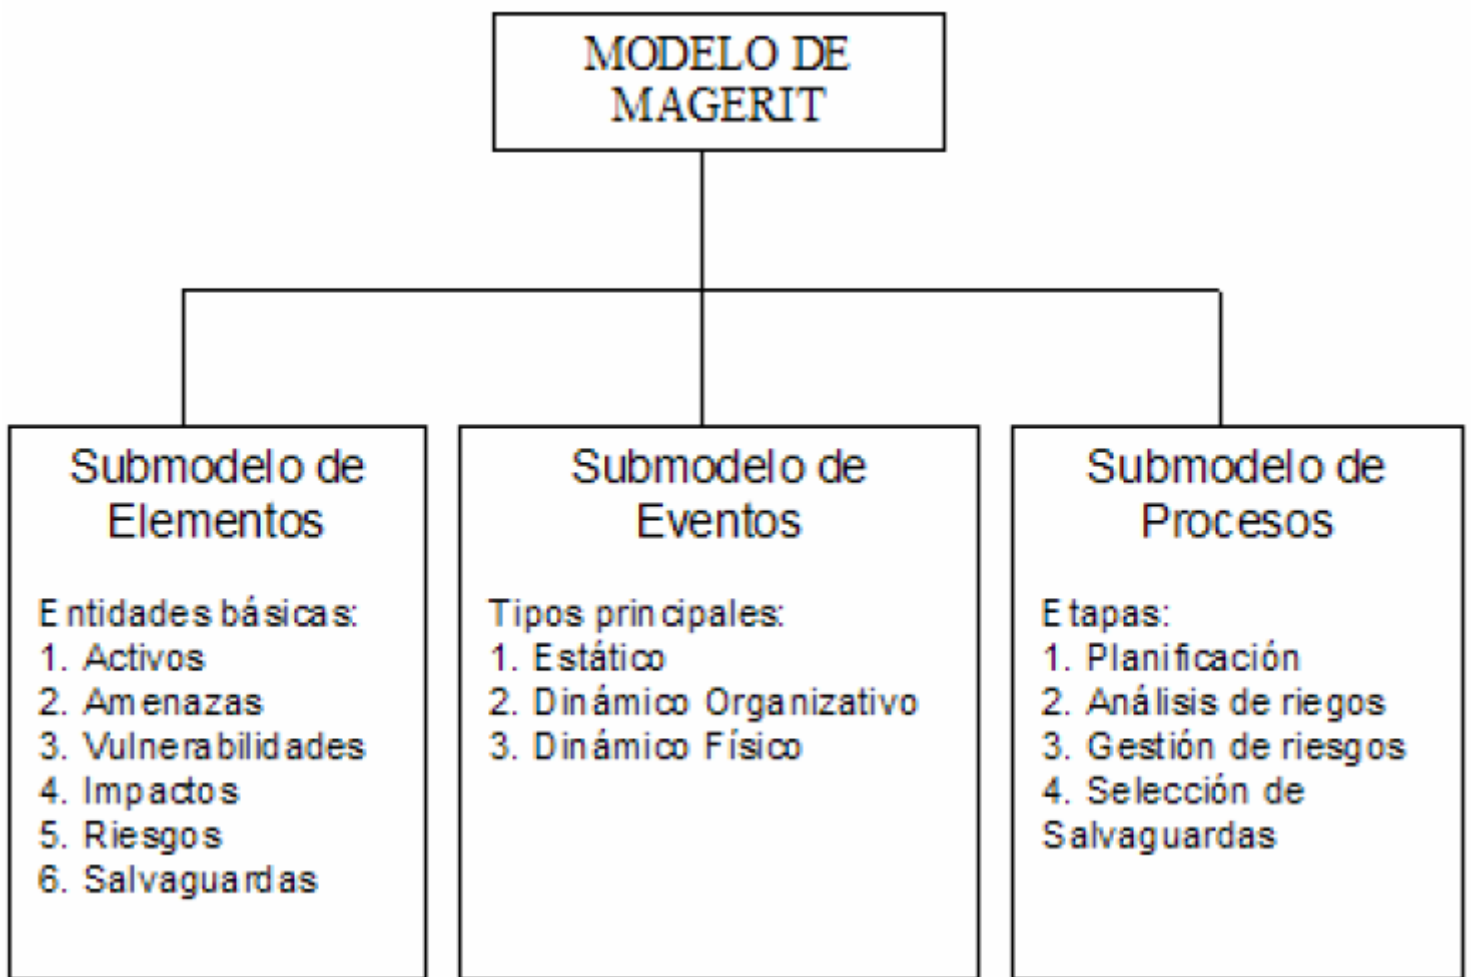 MODELO DE
MAGERIT
Submodelo de
Elementos
Entidades básicas:
1. Activos
2. Amenazas
3. Vulnerabilidades
4. Impactos
5. Riesgos
6. Salvaguardas
Submodelo de
Eventos
Tipos principales:
1. Estático
2. Dinámico Organizativo
3. Dinámico Físico
Submodelo de
Procesos
Etapas:
1. Planificación
2. Análisis de riegos
3. Gestión de riesgos
4. Selección de
Salvaguardas